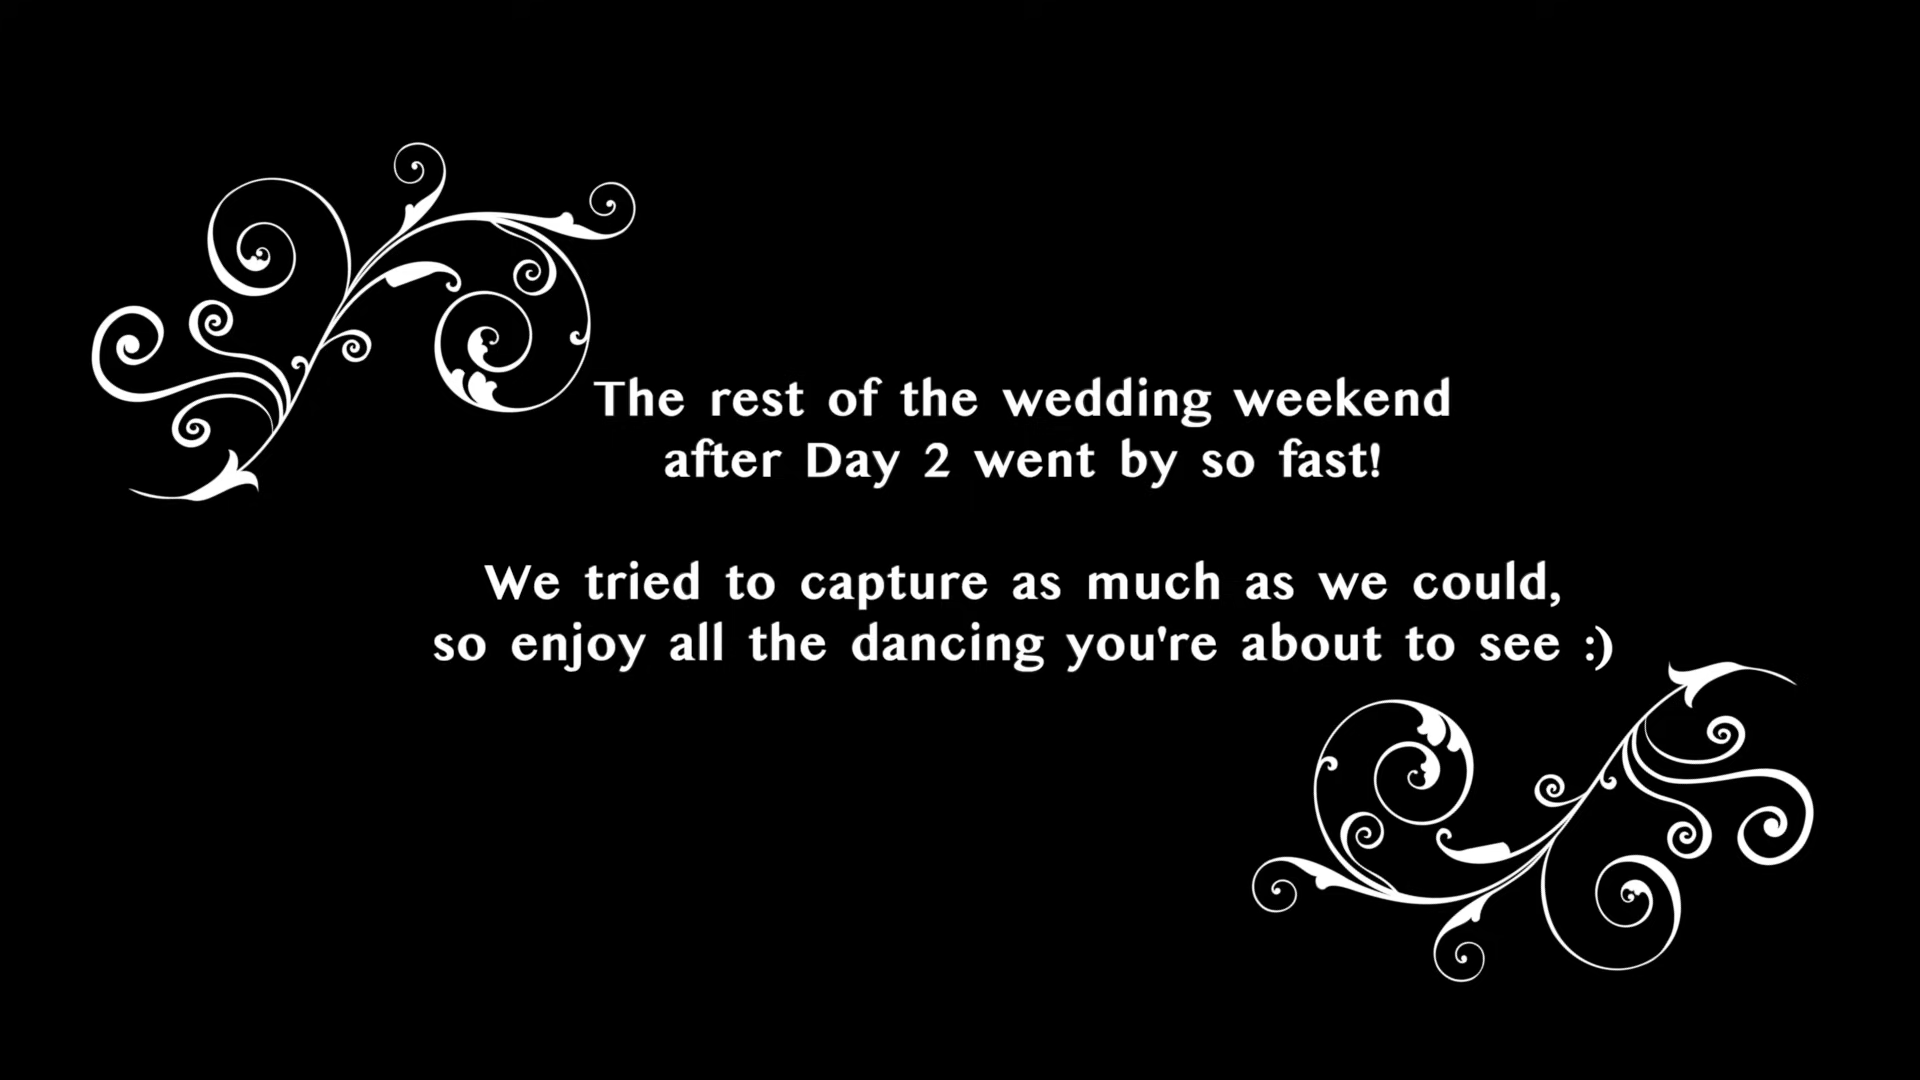 The rest of the wedding weekend
after Day 2 went by so fast!
We tried to capture as much as we could,
so enjoy all the dancing you're about to see :)